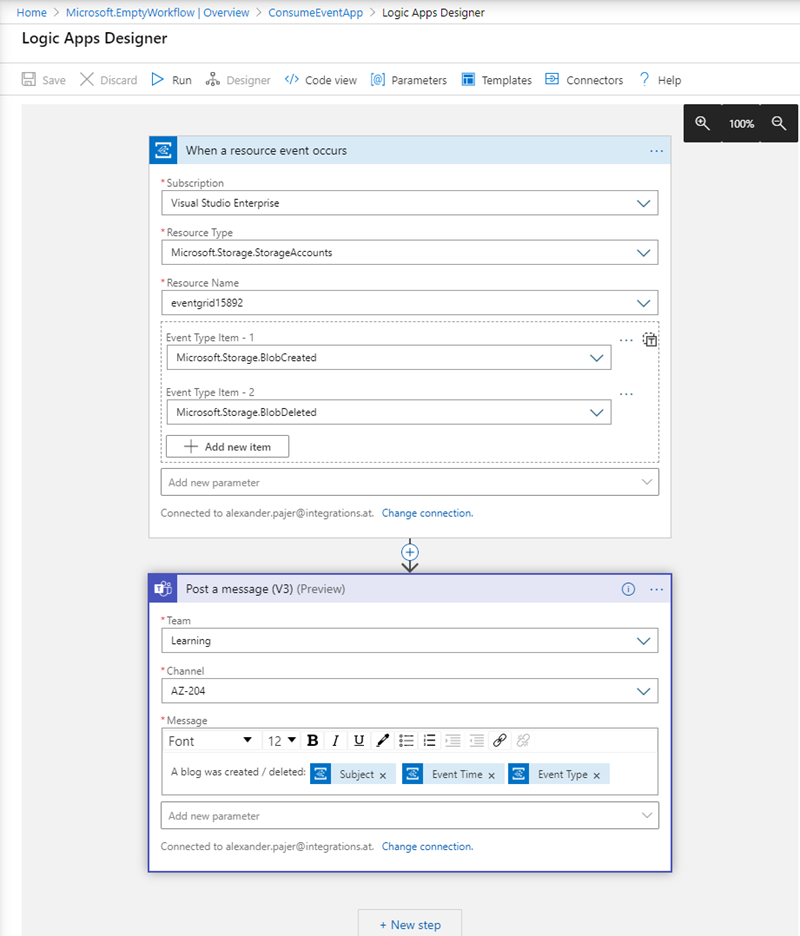 Home > Microsoft.EmptyWorkflow | Overview > ConsumeEventApp > Logic Apps Designer
Logic Apps Designer
Save Discard Run Designer Code view Parameters Templates Connectors Help
100%
When a resource event occurs ...
* Subscription
Visual Studio Enterprise
* Resource Type
Microsoft.Storage.StorageAccounts
* Resource Name
eventgrid15892
Event Type Item - 1 ...
Microsoft.Storage.BlobCreated
Event Type Item - 2 ...
Microsoft.Storage.BlobDeleted
+ Add new item
Add new parameter
Connected to alexander.pajer@integrations.at. Change connection.
Post a message (V3) (Preview) ...
* Team
Learning
* Channel
AZ-204
* Message
Font 12 B I U
A blog was created / deleted: Subject x Event Time x Event Type x
Add new parameter
Connected to alexander.pajer@integrations.at. Change connection.
+ New step